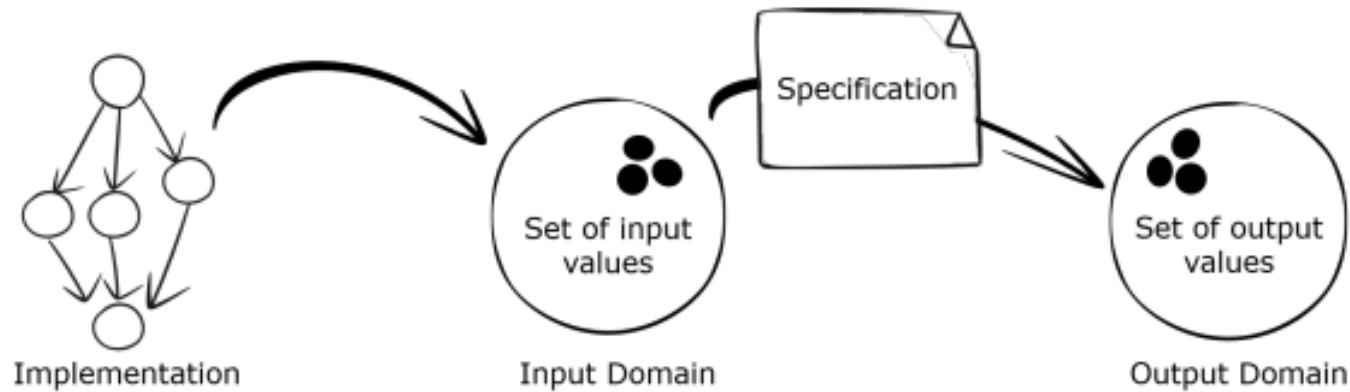 Specification
Set of input
values
Set of output
values
Implementation
Input Domain
Output Domain